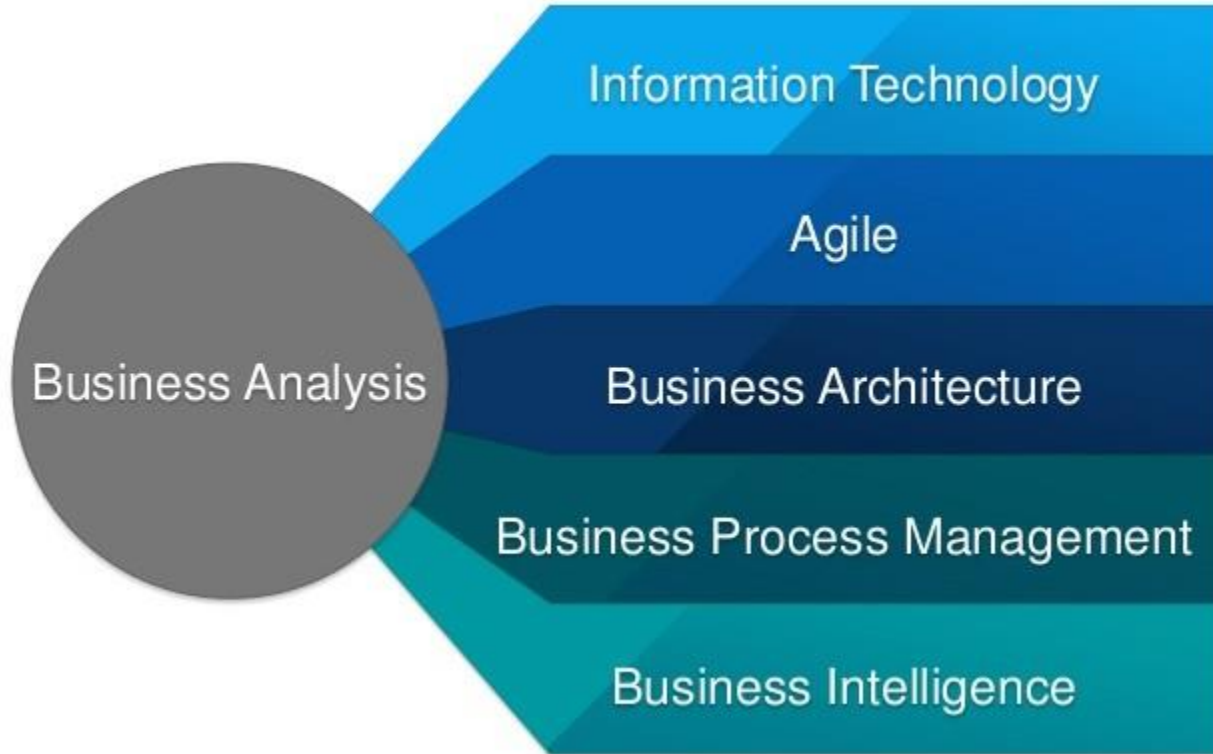 Information Technology
Agile
Business Analysis
Business Architecture
Business Process Management
Business Intelligence